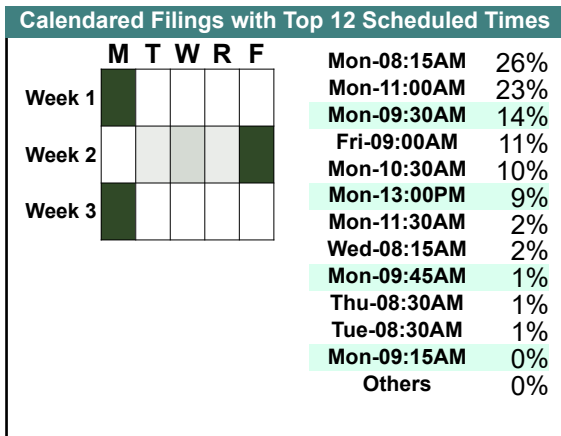 Calendared Filings with Top 12 Scheduled Times
M T W R F
Week 1
Week 2
Week 3
Mon-08:15AM 26%
Mon-11:00AM 23%
Mon-09:30AM 14%
Fri-09:00AM 11%
Mon-10:30AM 10%
Mon-13:00PM 9%
Mon-11:30AM 2%
Wed-08:15AM 2%
Mon-09:45AM 1%
Thu-08:30AM 1%
Tue-08:30AM 1%
Mon-09:15AM 0%
Others 0%